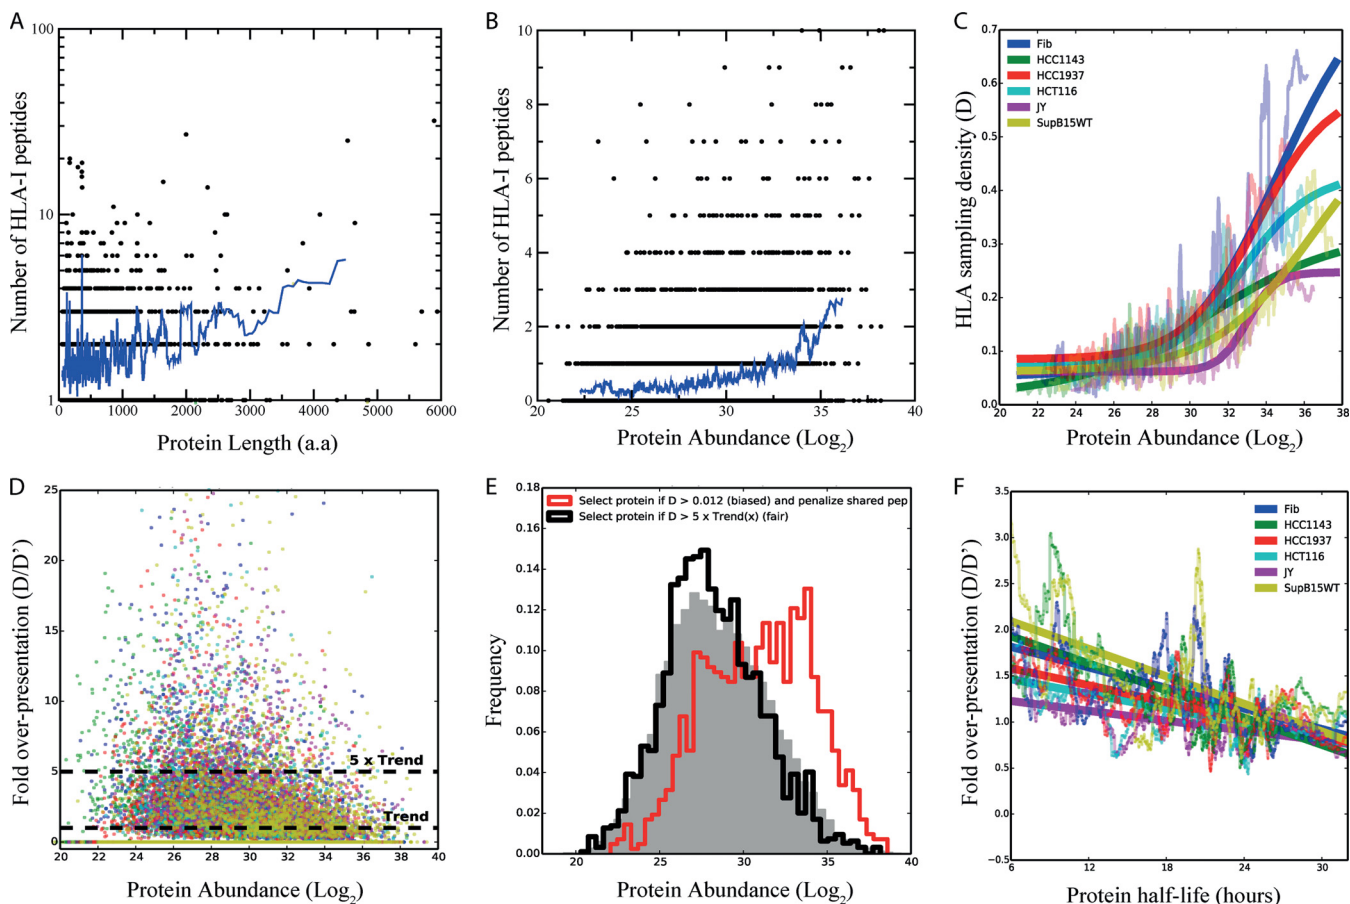 A
100
10
1
Number of HLA-I peptides
0 1000 2000 3000 4000 5000 6000
Protein Length (a.a)
B
10
8
6
4
2
0
Number of HLA-I peptides
20 25 30 35 40
Protein Abundance (Log2)
C
0.7
0.6
0.5
0.4
0.3
0.2
0.1
0.0
HLA sampling density (D)
Fib
HCC1143
HCC1937
HCT116
JY
SupB15WT
20 22 24 26 28 30 32 34 36 38
Protein Abundance (Log2)
D
25
20
15
10
5
0
Fold over-presentation (D/D’)
5 x Trend
Trend
20 22 24 26 28 30 32 34 36 38 40
Protein Abundance (Log2)
E
0.18
0.16
0.14
0.12
0.10
0.08
0.06
0.04
0.02
0.00
Frequency
Select protein if D > 0.012 (biased) and penalize shared pep
Select protein if D > 5 x Trend(x) (fair)
20 25 30 35 40
Protein Abundance (Log2)
F
3.5
3.0
2.5
2.0
1.5
1.0
0.5
0.0
−0.5
Fold over-presentation (D/D’)
Fib
HCC1143
HCC1937
HCT116
JY
SupB15WT
6 12 18 24 30
Protein half-life (hours)